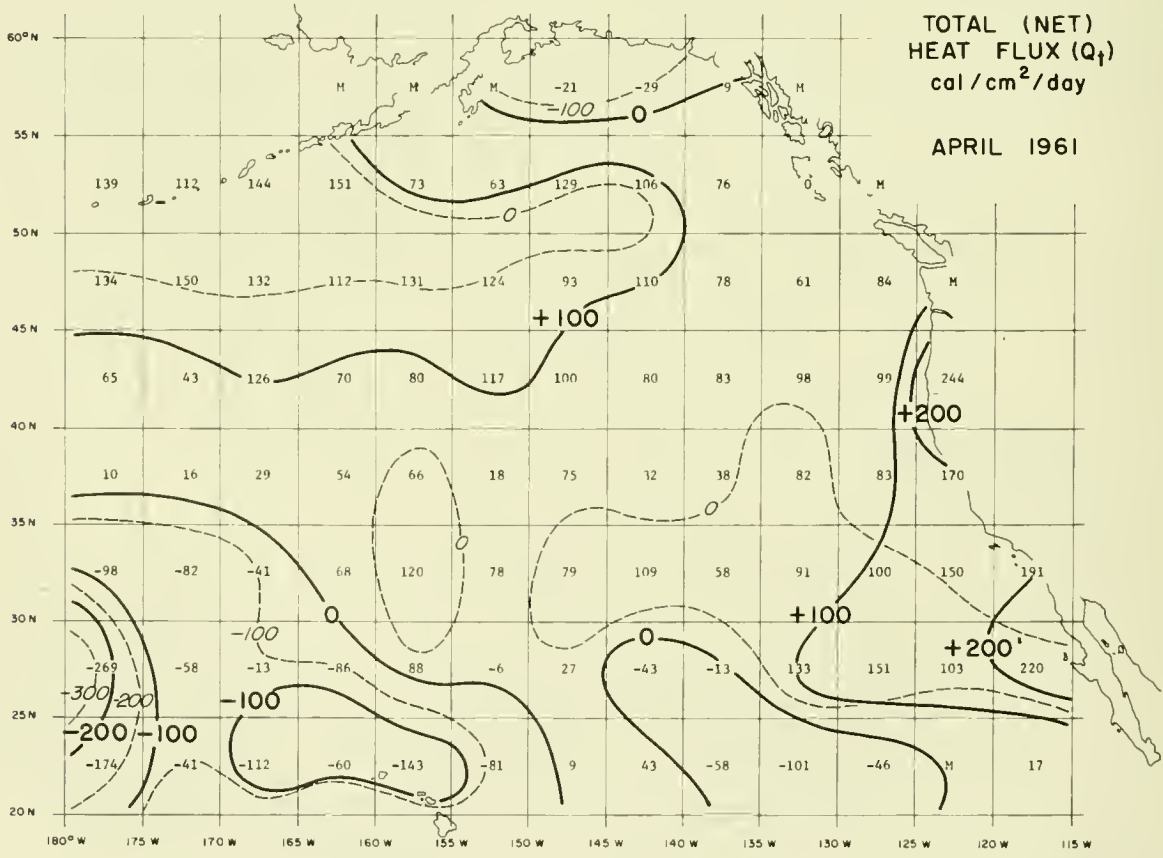 TOTAL (NET)
HEAT FLUX (Qt)
cal/cm²/day
APRIL 1961
60°N
M M M -21 -29 9 M
-100 0
55 N
139 112 144 151 73 63 129 106 76 0 M
0
50 N
134 150 132 112 131 124 93 110 78 61 84 M
+100
45 N
65 43 126 70 80 117 100 80 83 98 99 244
+200
40 N
10 16 29 54 66 18 75 12 38 82 83 170
0
35 N
0
-98 -82 -41 68 120 78 79 109 58 91 100 150 191
30 N
0 +100
-100 0 +200
-269 -58 -13 -86 88 -6 27 -43 -13 133 151 103 220
-300 -200 -100
25 N
-200 -100
-174 -41 -112 -60 -143 -81 9 43 -58 -101 -46 M 17
20 N
180° W 175 W 170 W 165 W 160 W 155 W 150 W 145 W 140 W 135 W 130 W 125 W 120 W 115 W